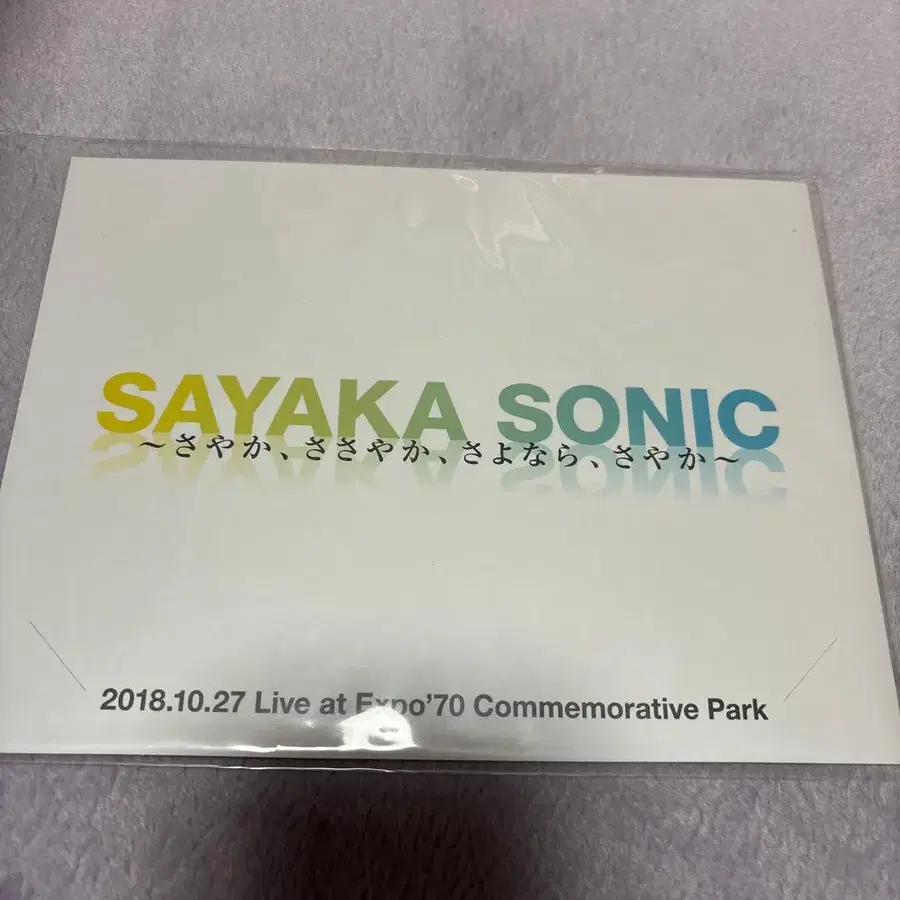 SAYAKA SONIC
～さやか、ささやか、さよなら、さやか～
2018.10.27 Live at Expo'70 Commemorative Park